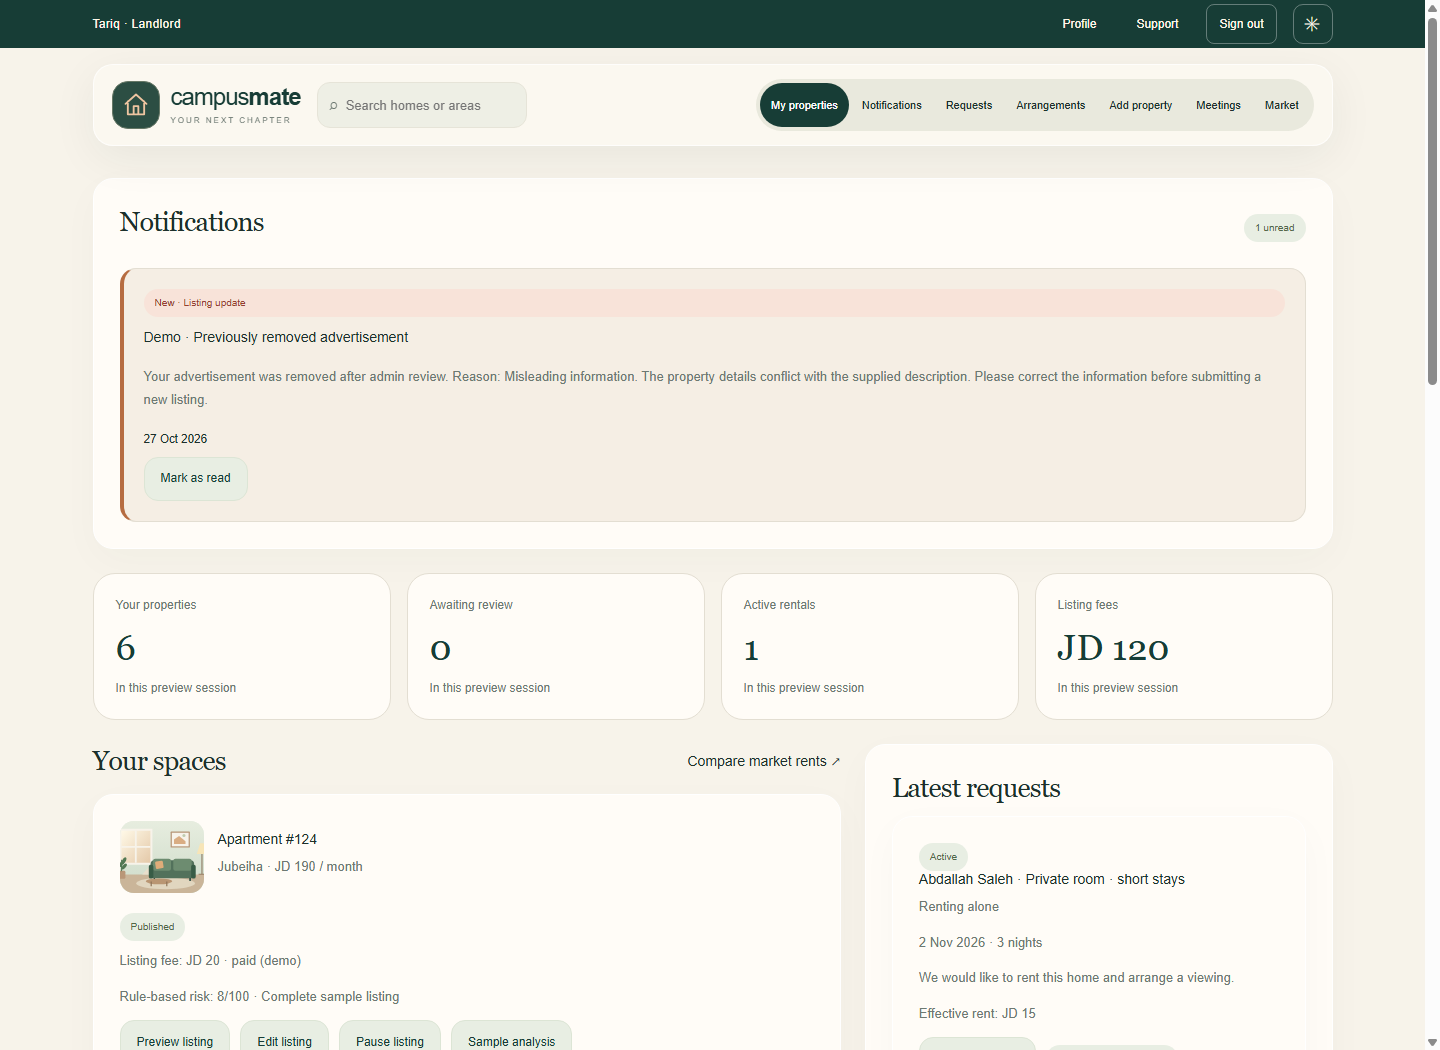 Tariq · Landlord
Profile
Support
Sign out
campusmate
YOUR NEXT CHAPTER
Search homes or areas
My properties
Notifications
Requests
Arrangements
Add property
Meetings
Market
Notifications
1 unread
New · Listing update
Demo · Previously removed advertisement
Your advertisement was removed after admin review. Reason: Misleading information. The property details conflict with the supplied description. Please correct the information before submitting a
new listing.
27 Oct 2026
Mark as read
Your properties
6
In this preview session
Awaiting review
0
In this preview session
Active rentals
1
In this preview session
Listing fees
JD 120
In this preview session
Your spaces
Compare market rents ↗
Apartment #124
Jubeiha · JD 190 / month
Published
Listing fee: JD 20 · paid (demo)
Rule-based risk: 8/100 · Complete sample listing
Preview listing
Edit listing
Pause listing
Sample analysis
Latest requests
Active
Abdallah Saleh · Private room · short stays
Renting alone
2 Nov 2026 · 3 nights
We would like to rent this home and arrange a viewing.
Effective rent: JD 15